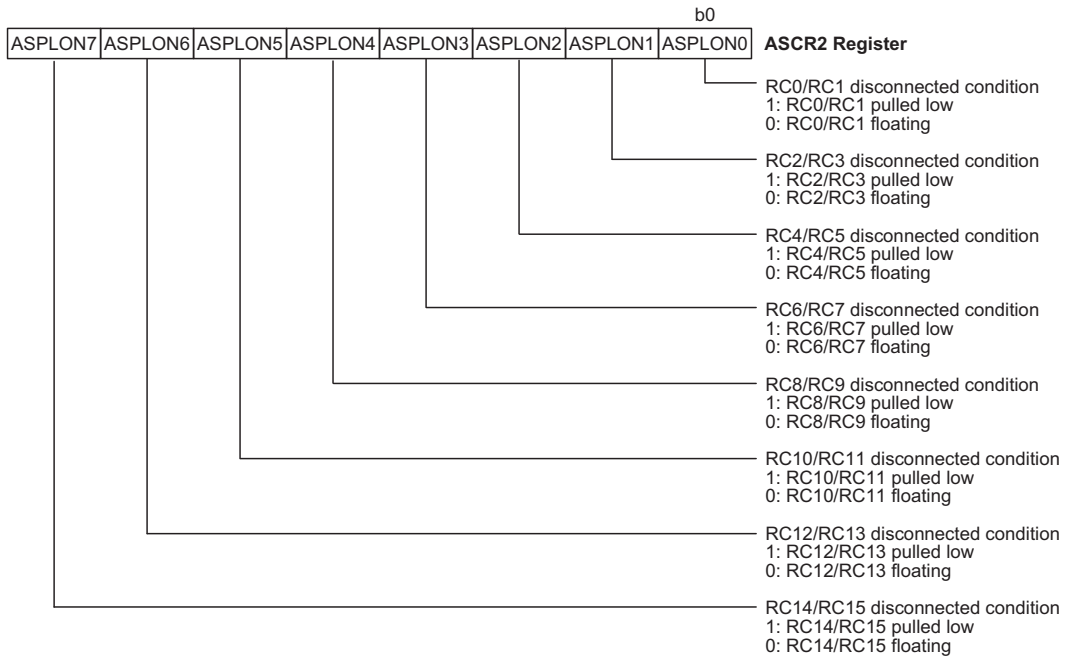 b0
ASPLON7 ASPLON6 ASPLON5 ASPLON4 ASPLON3 ASPLON2 ASPLON1 ASPLON0 ASCR2 Register
RC0/RC1 disconnected condition
1: RC0/RC1 pulled low
0: RC0/RC1 floating
RC2/RC3 disconnected condition
1: RC2/RC3 pulled low
0: RC2/RC3 floating
RC4/RC5 disconnected condition
1: RC4/RC5 pulled low
0: RC4/RC5 floating
RC6/RC7 disconnected condition
1: RC6/RC7 pulled low
0: RC6/RC7 floating
RC8/RC9 disconnected condition
1: RC8/RC9 pulled low
0: RC8/RC9 floating
RC10/RC11 disconnected condition
1: RC10/RC11 pulled low
0: RC10/RC11 floating
RC12/RC13 disconnected condition
1: RC12/RC13 pulled low
0: RC12/RC13 floating
RC14/RC15 disconnected condition
1: RC14/RC15 pulled low
0: RC14/RC15 floating